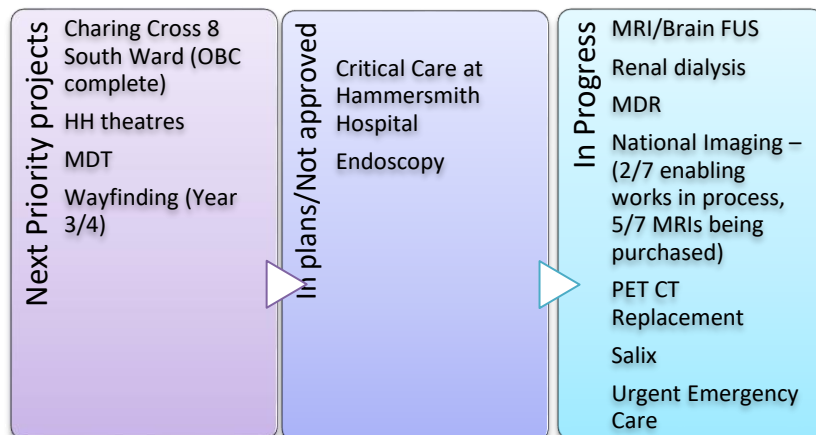 Next Priority projects
Charing Cross 8
South Ward (OBC
complete)
HH theatres
MDT
Wayfinding (Year
3/4)
In plans/Not approved
Critical Care at
Hammersmith
Hospital
Endoscopy
In Progress
MRI/Brain FUS
Renal dialysis
MDR
National Imaging –
(2/7 enabling
works in process,
5/7 MRIs being
purchased)
PET CT
Replacement
Salix
Urgent Emergency
Care